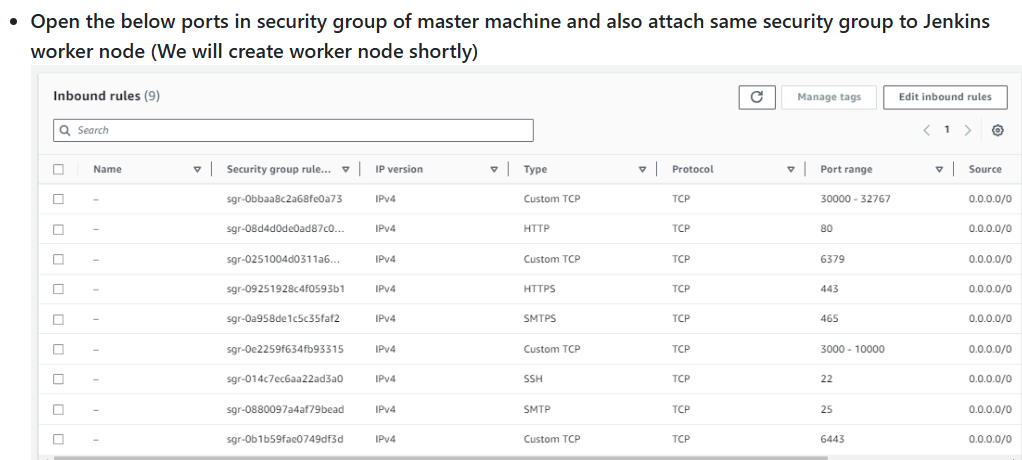 • Open the below ports in security group of master machine and also attach same security group to Jenkins
worker node (We will create worker node shortly)
Inbound rules (9)
Manage tags
Edit inbound rules
Search
< 1 >
Name Security group rule... IP version Type Protocol Port range Source
– sgr-0bbaa8c2a68fe0a73 IPv4 Custom TCP TCP 30000 - 32767 0.0.0.0/0
– sgr-08d4d0de0ad87c0... IPv4 HTTP TCP 80 0.0.0.0/0
– sgr-0251004d0311a6... IPv4 Custom TCP TCP 6379 0.0.0.0/0
– sgr-09251928c4f0593b1 IPv4 HTTPS TCP 443 0.0.0.0/0
– sgr-0a958de1c5c35faf2 IPv4 SMTPS TCP 465 0.0.0.0/0
– sgr-0e2259f634fb93315 IPv4 Custom TCP TCP 3000 - 10000 0.0.0.0/0
– sgr-014c7ec6aa22ad3a0 IPv4 SSH TCP 22 0.0.0.0/0
– sgr-0880097a4af79bead IPv4 SMTP TCP 25 0.0.0.0/0
– sgr-0b1b59fae0749df3d IPv4 Custom TCP TCP 6443 0.0.0.0/0